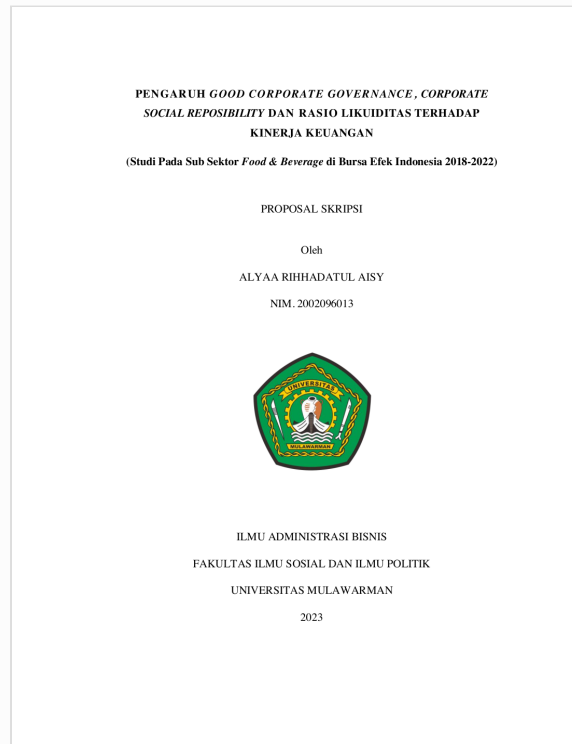 PENGARUH GOOD CORPORATE GOVERNANCE , CORPORATE
SOCIAL REPOSIBILITY DAN RASIO LIKUIDITAS TERHADAP
KINERJA KEUANGAN
(Studi Pada Sub Sektor Food & Beverage di Bursa Efek Indonesia 2018-2022)
PROPOSAL SKRIPSI
Oleh
ALYAA RIHHADATUL AISY
NIM. 2002096013
UNIVERSITAS
MULAWARMAN
ILMU ADMINISTRASI BISNIS
FAKULTAS ILMU SOSIAL DAN ILMU POLITIK
UNIVERSITAS MULAWARMAN
2023